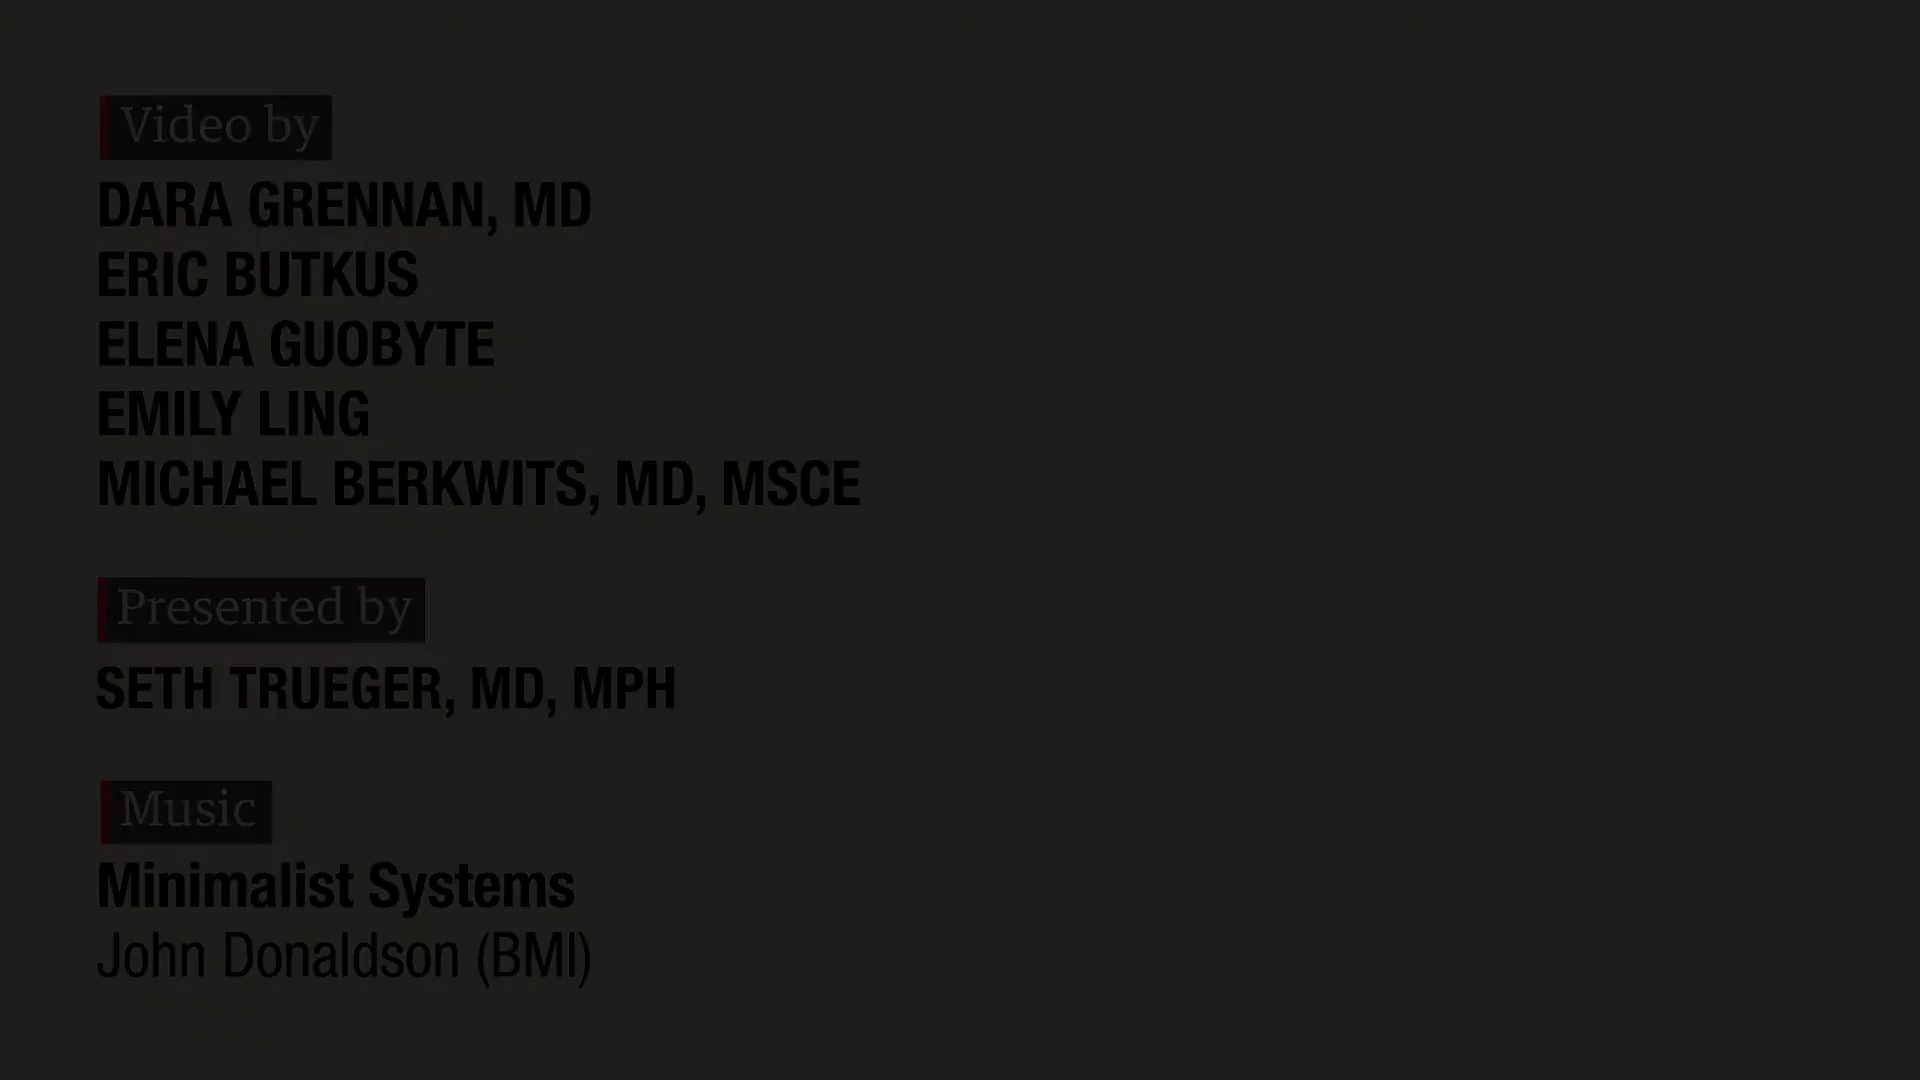 Video by
DARA GRENNAN, MD
ERIC BUTKUS
ELENA GUOBYTE
EMILY LING
MICHAEL BERKWITS, MD, MSCE
Presented by
SETH TRUEGER, MD, MPH
Music
Minimalist Systems
John Donaldson (BMI)